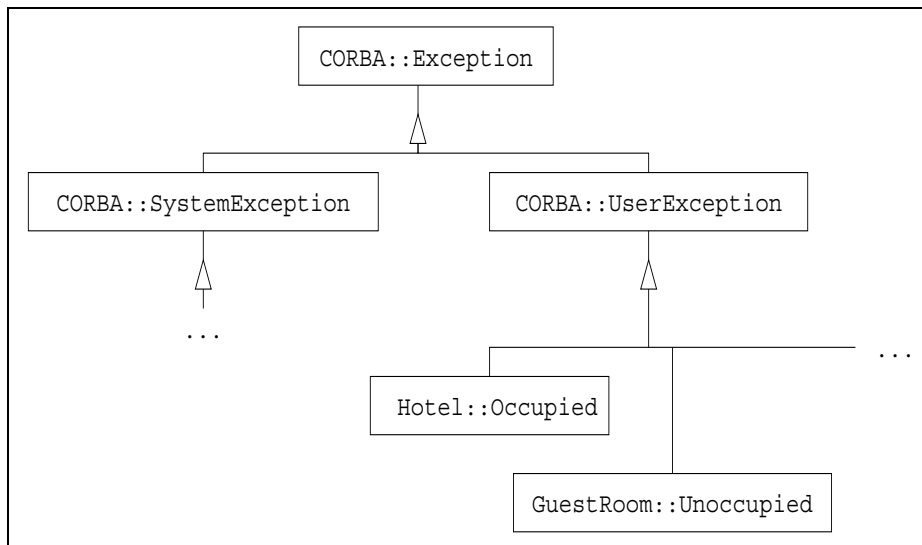 CORBA::Exception
CORBA::SystemException
CORBA::UserException
...
...
Hotel::Occupied
GuestRoom::Unoccupied